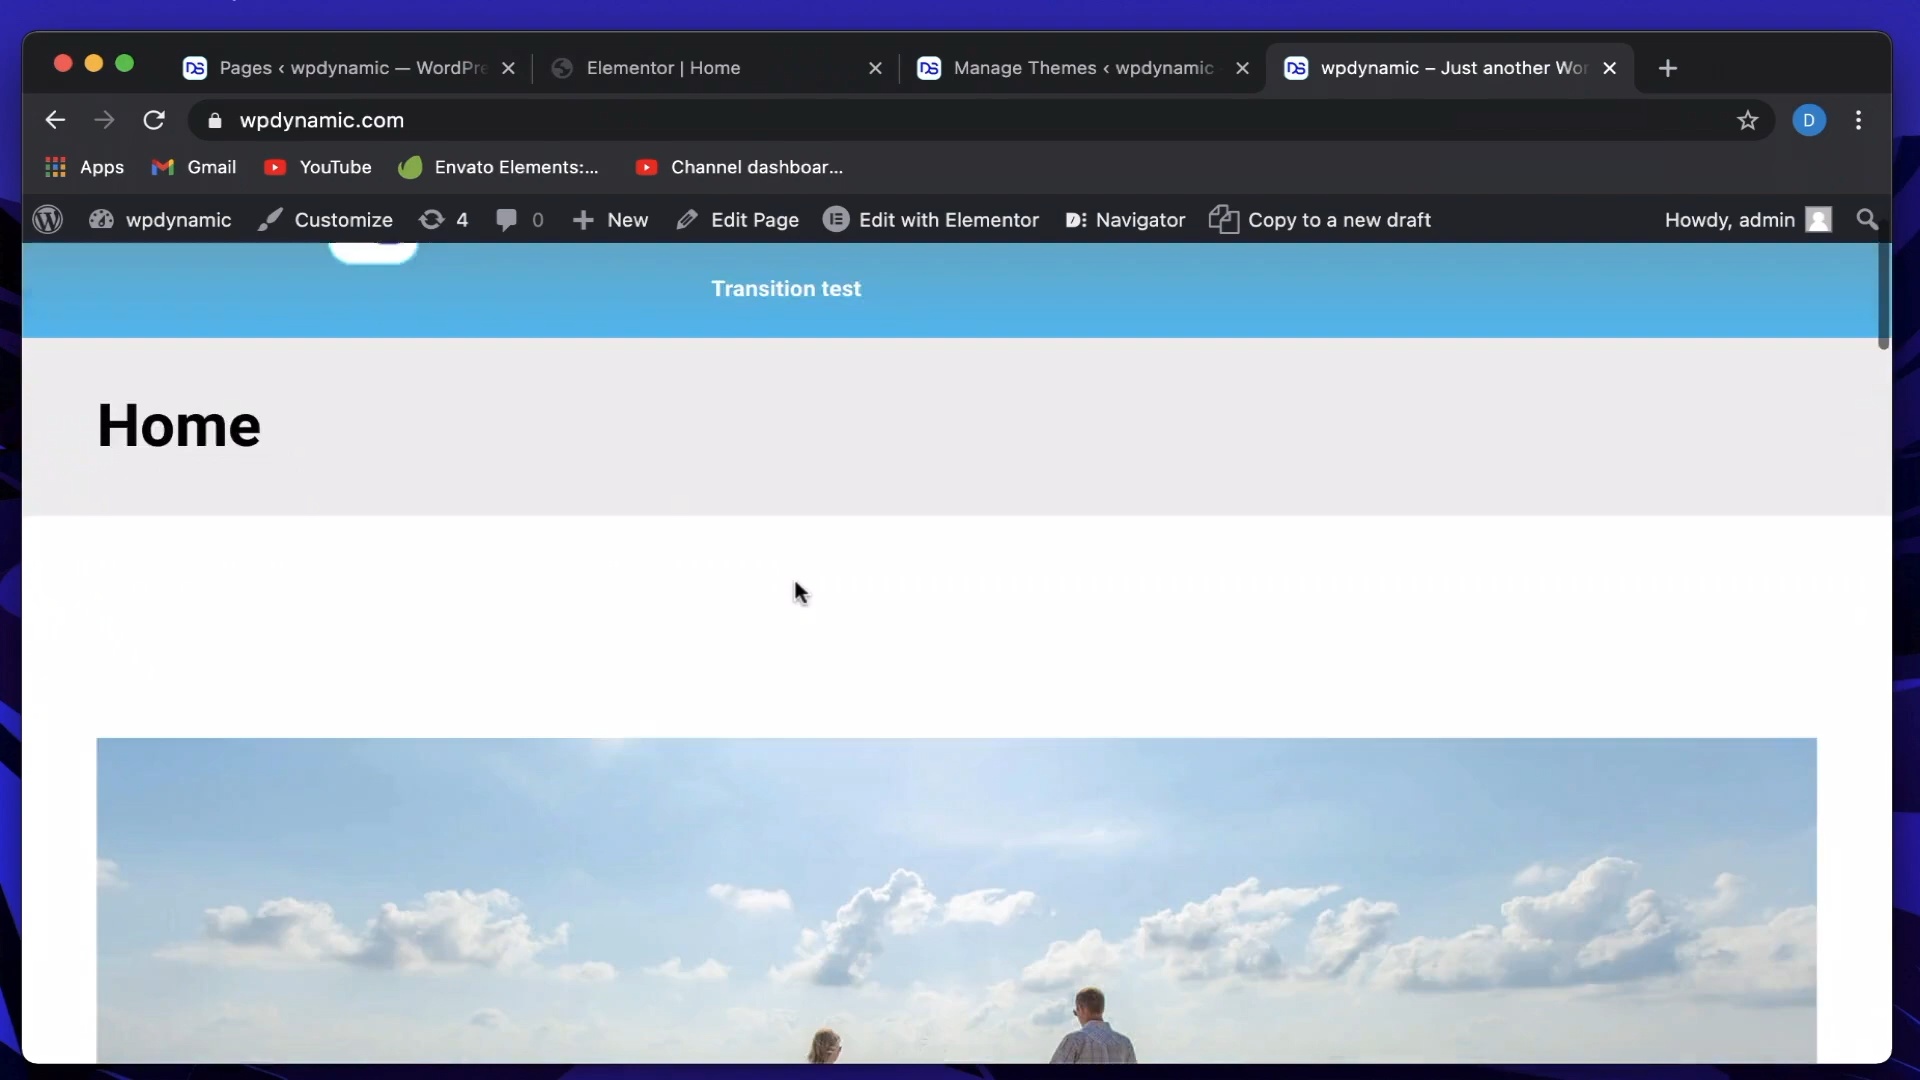 Pages ‹ wpdynamic — WordPre
Elementor | Home
Manage Themes ‹ wpdynamic
wpdynamic – Just another Wor
wpdynamic.com
D
Apps
Gmail
YouTube
Envato Elements:...
Channel dashboar...
wpdynamic
Customize
4
0
New
Edit Page
Edit with Elementor
Navigator
Copy to a new draft
Howdy, admin
Transition test
Home